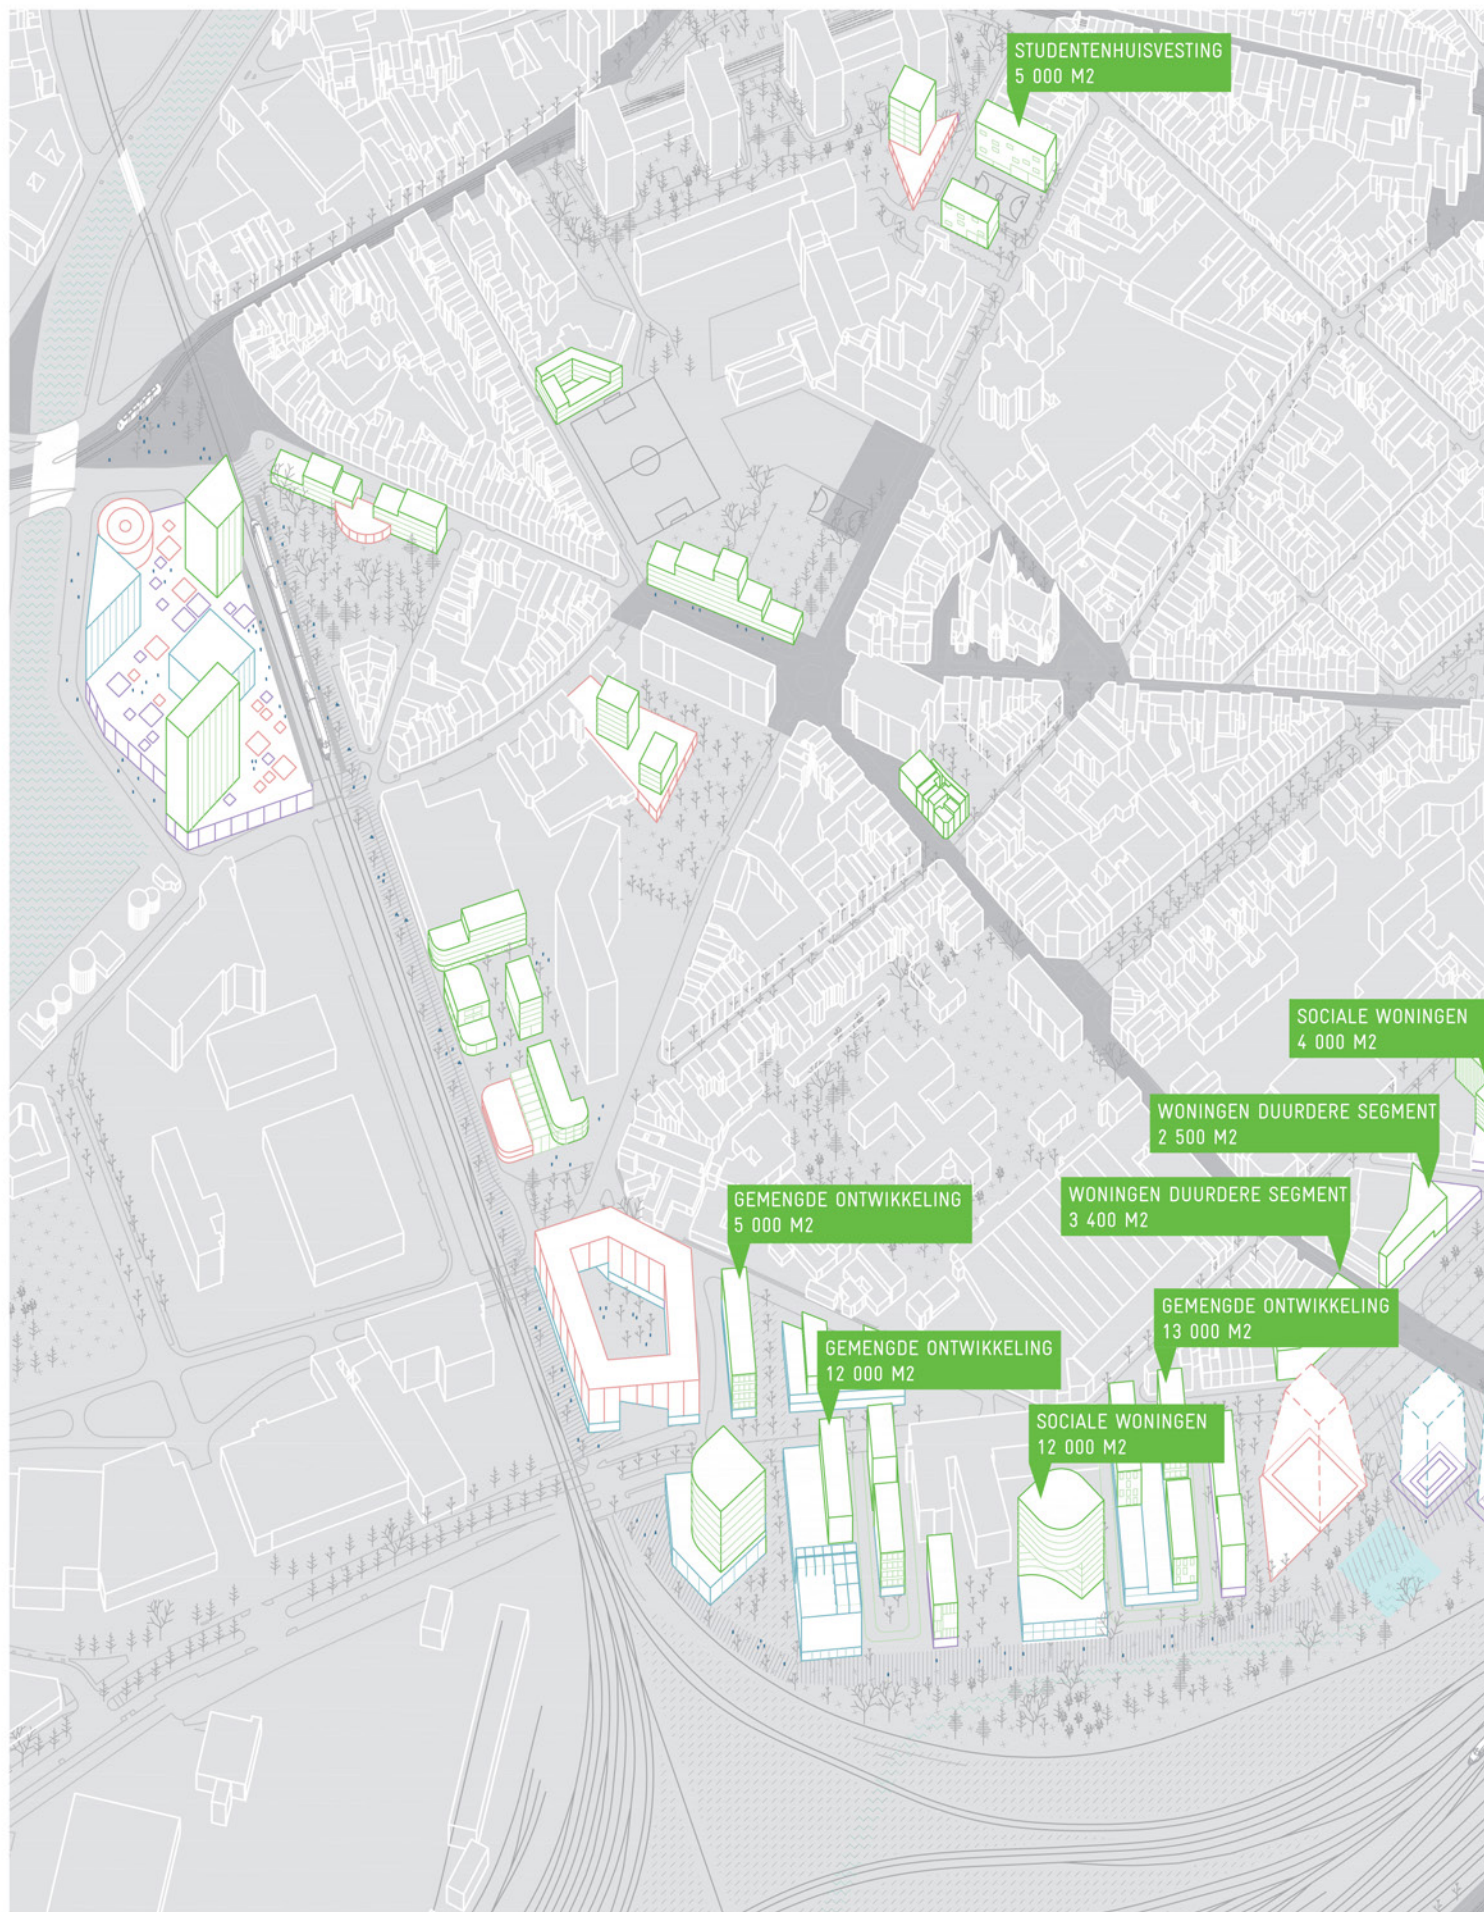 STUDENTENHUISVESTING
5 000 M2
SOCIALE WONINGEN
4 000 M2
WONINGEN DUURDERE SEGMENT
2 500 M2
WONINGEN DUURDERE SEGMENT
3 400 M2
GEMENGDE ONTWIKKELING
5 000 M2
GEMENGDE ONTWIKKELING
13 000 M2
GEMENGDE ONTWIKKELING
12 000 M2
SOCIALE WONINGEN
12 000 M2